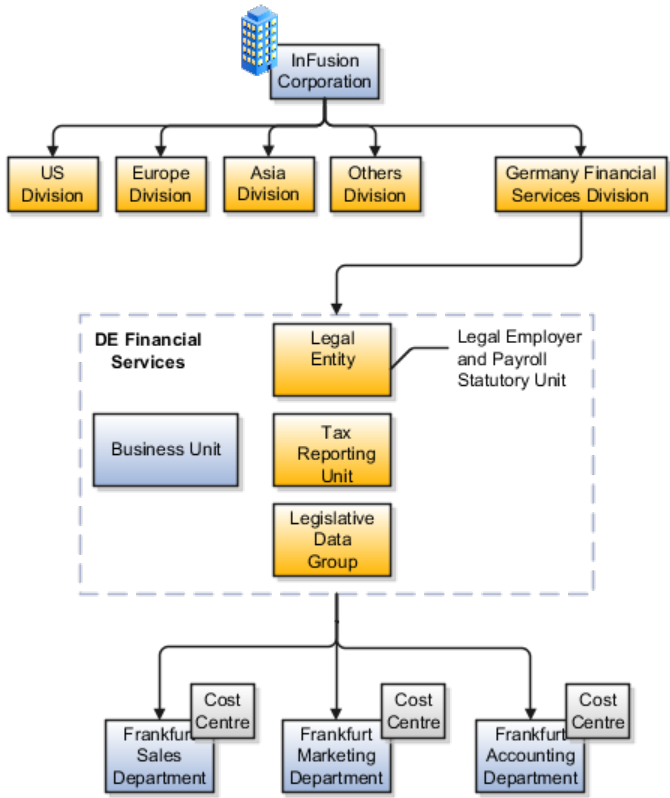 InFusion
Corporation
US
Division
Europe
Division
Asia
Division
Others
Division
Germany Financial
Services Division
DE Financial
Services
Legal
Entity
Legal Employer
and Payroll
Statutory Unit
Business Unit
Tax
Reporting
Unit
Legislative
Data
Group
Cost
Centre
Frankfurt
Sales
Department
Cost
Centre
Frankfurt
Marketing
Department
Cost
Centre
Frankfurt
Accounting
Department